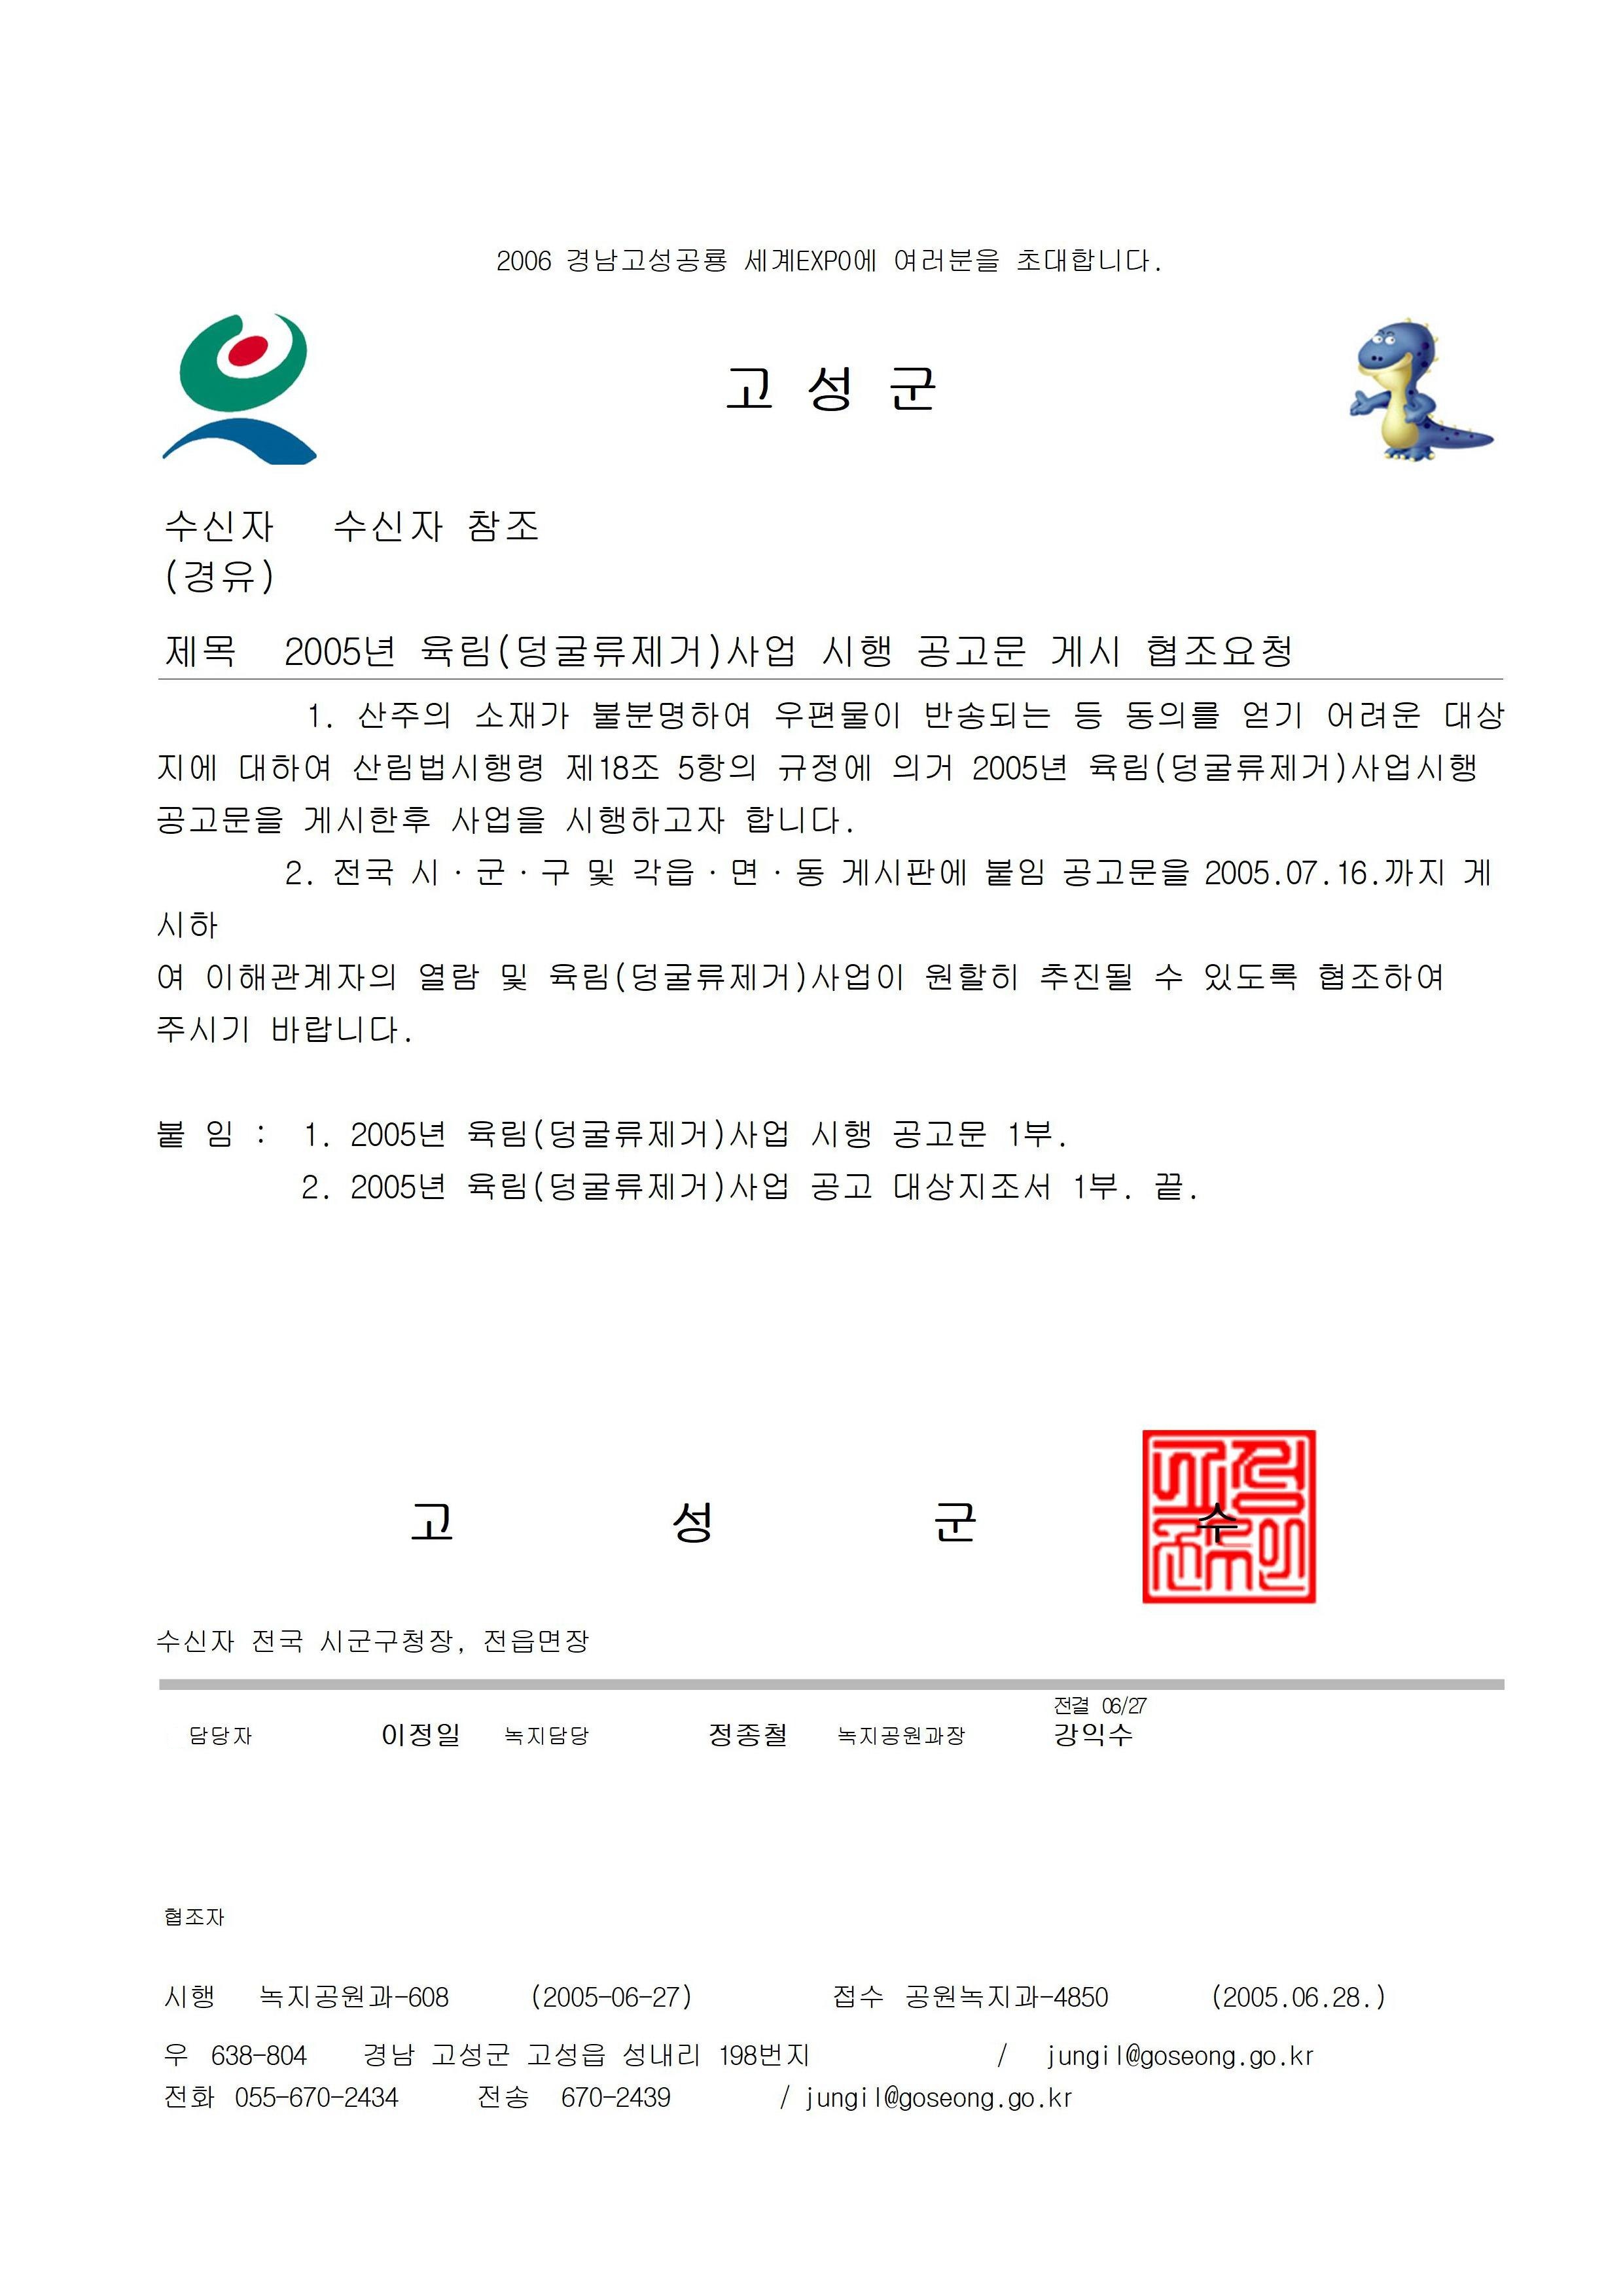 2006 경남고성공룡 세계EXPO에 여러분을 초대합니다.
고 성 군
수신자 수신자 참조
(경유)
제목 2005년 육림(덩굴류제거)사업 시행 공고문 게시 협조요청
1. 산주의 소재가 불분명하여 우편물이 반송되는 등 동의를 얻기 어려운 대상
지에 대하여 산림법시행령 제18조 5항의 규정에 의거 2005년 육림(덩굴류제거)사업시행
공고문을 게시한후 사업을 시행하고자 합니다.
2. 전국 시·군·구 및 각읍·면·동 게시판에 붙임 공고문을 2005.07.16.까지 게
시하
여 이해관계자의 열람 및 육림(덩굴류제거)사업이 원할히 추진될 수 있도록 협조하여
주시기 바랍니다.
붙 임 : 1. 2005년 육림(덩굴류제거)사업 시행 공고문 1부.
2. 2005년 육림(덩굴류제거)사업 공고 대상지조서 1부. 끝.
고 성 군 수
수신자 전국 시군구청장, 전읍면장
전결 06/27
담당자 이정일 녹지담당 정종철 녹지공원과장 강익수
협조자
시행 녹지공원과-608 (2005-06-27) 접수 공원녹지과-4850 (2005.06.28.)
우 638-804 경남 고성군 고성읍 성내리 198번지 / jungil@goseong.go.kr
전화 055-670-2434 전송 670-2439 / jungil@goseong.go.kr